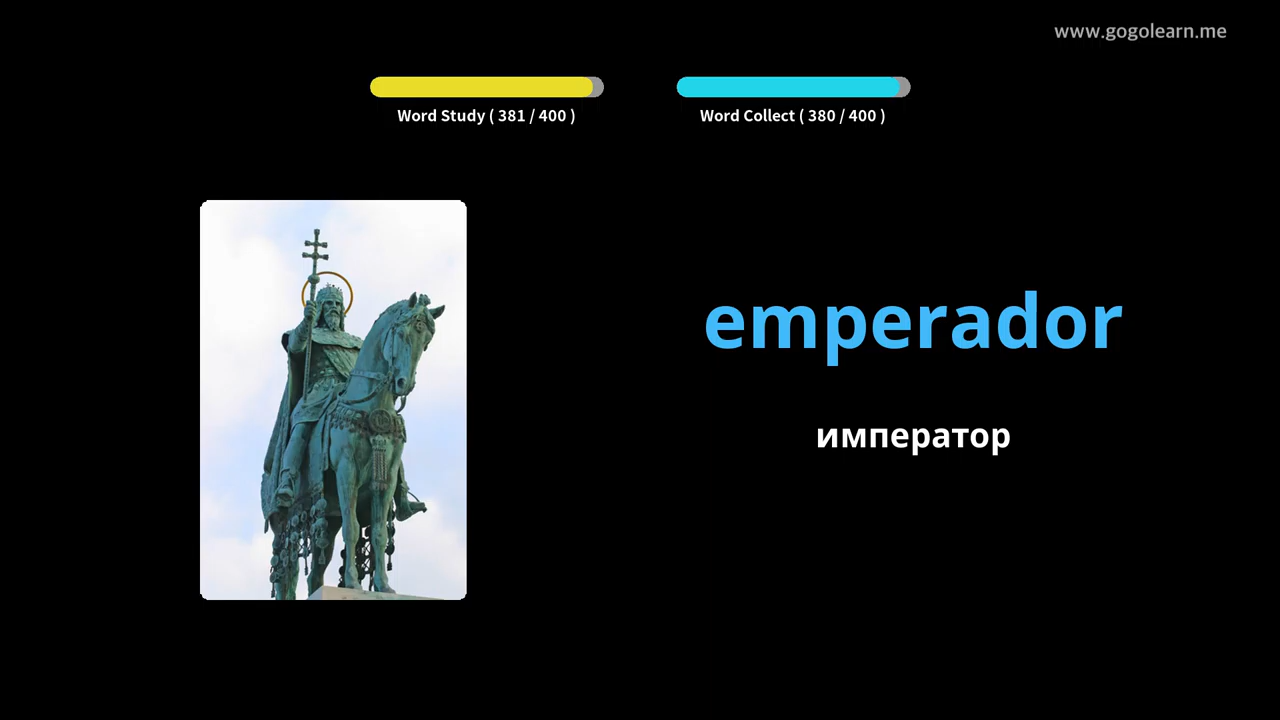 www.gogolearn.me
Word Study ( 381 / 400 )
Word Collect ( 380 / 400 )
emperador
император